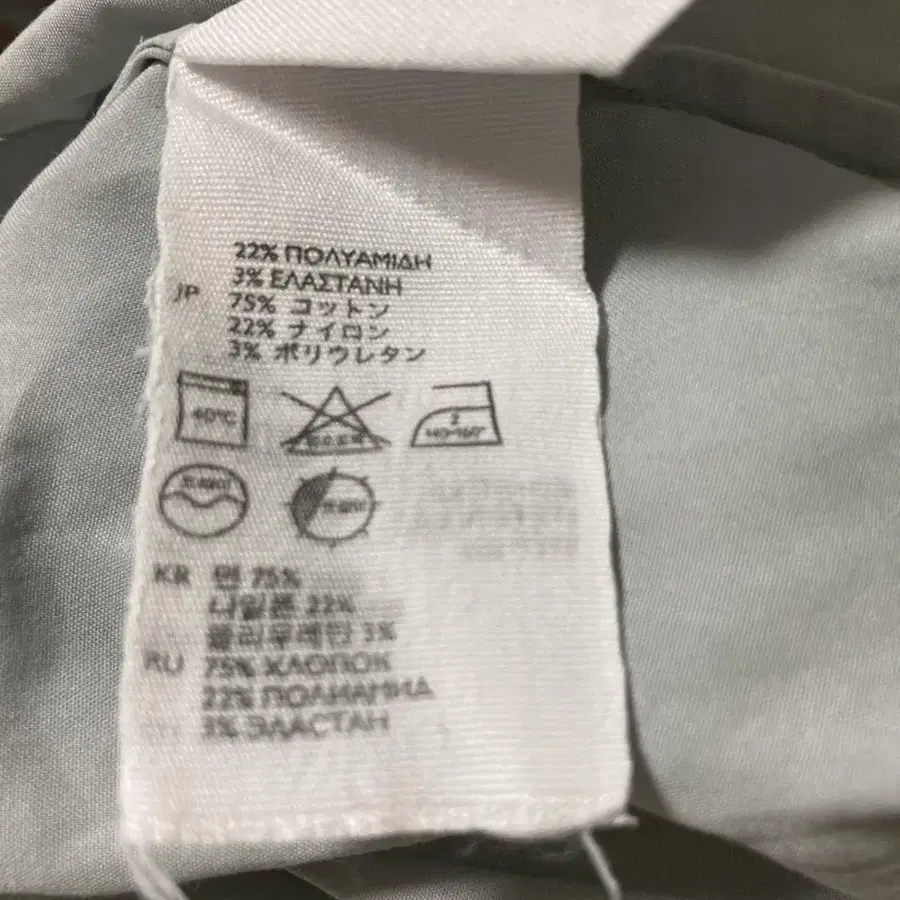 22% ΠΟΛΥΑΜΙΔΗ
3% ΕΛΑΣΤΑΝΗ
JP 75% コットン
22% ナイロン
3% ポリウレタン
40℃
KR 면 75%
나일론 22%
폴리우레탄 3%
RU 75% ХЛОПОК
22% ПОЛИАМИД
3% ЭЛАСТАН